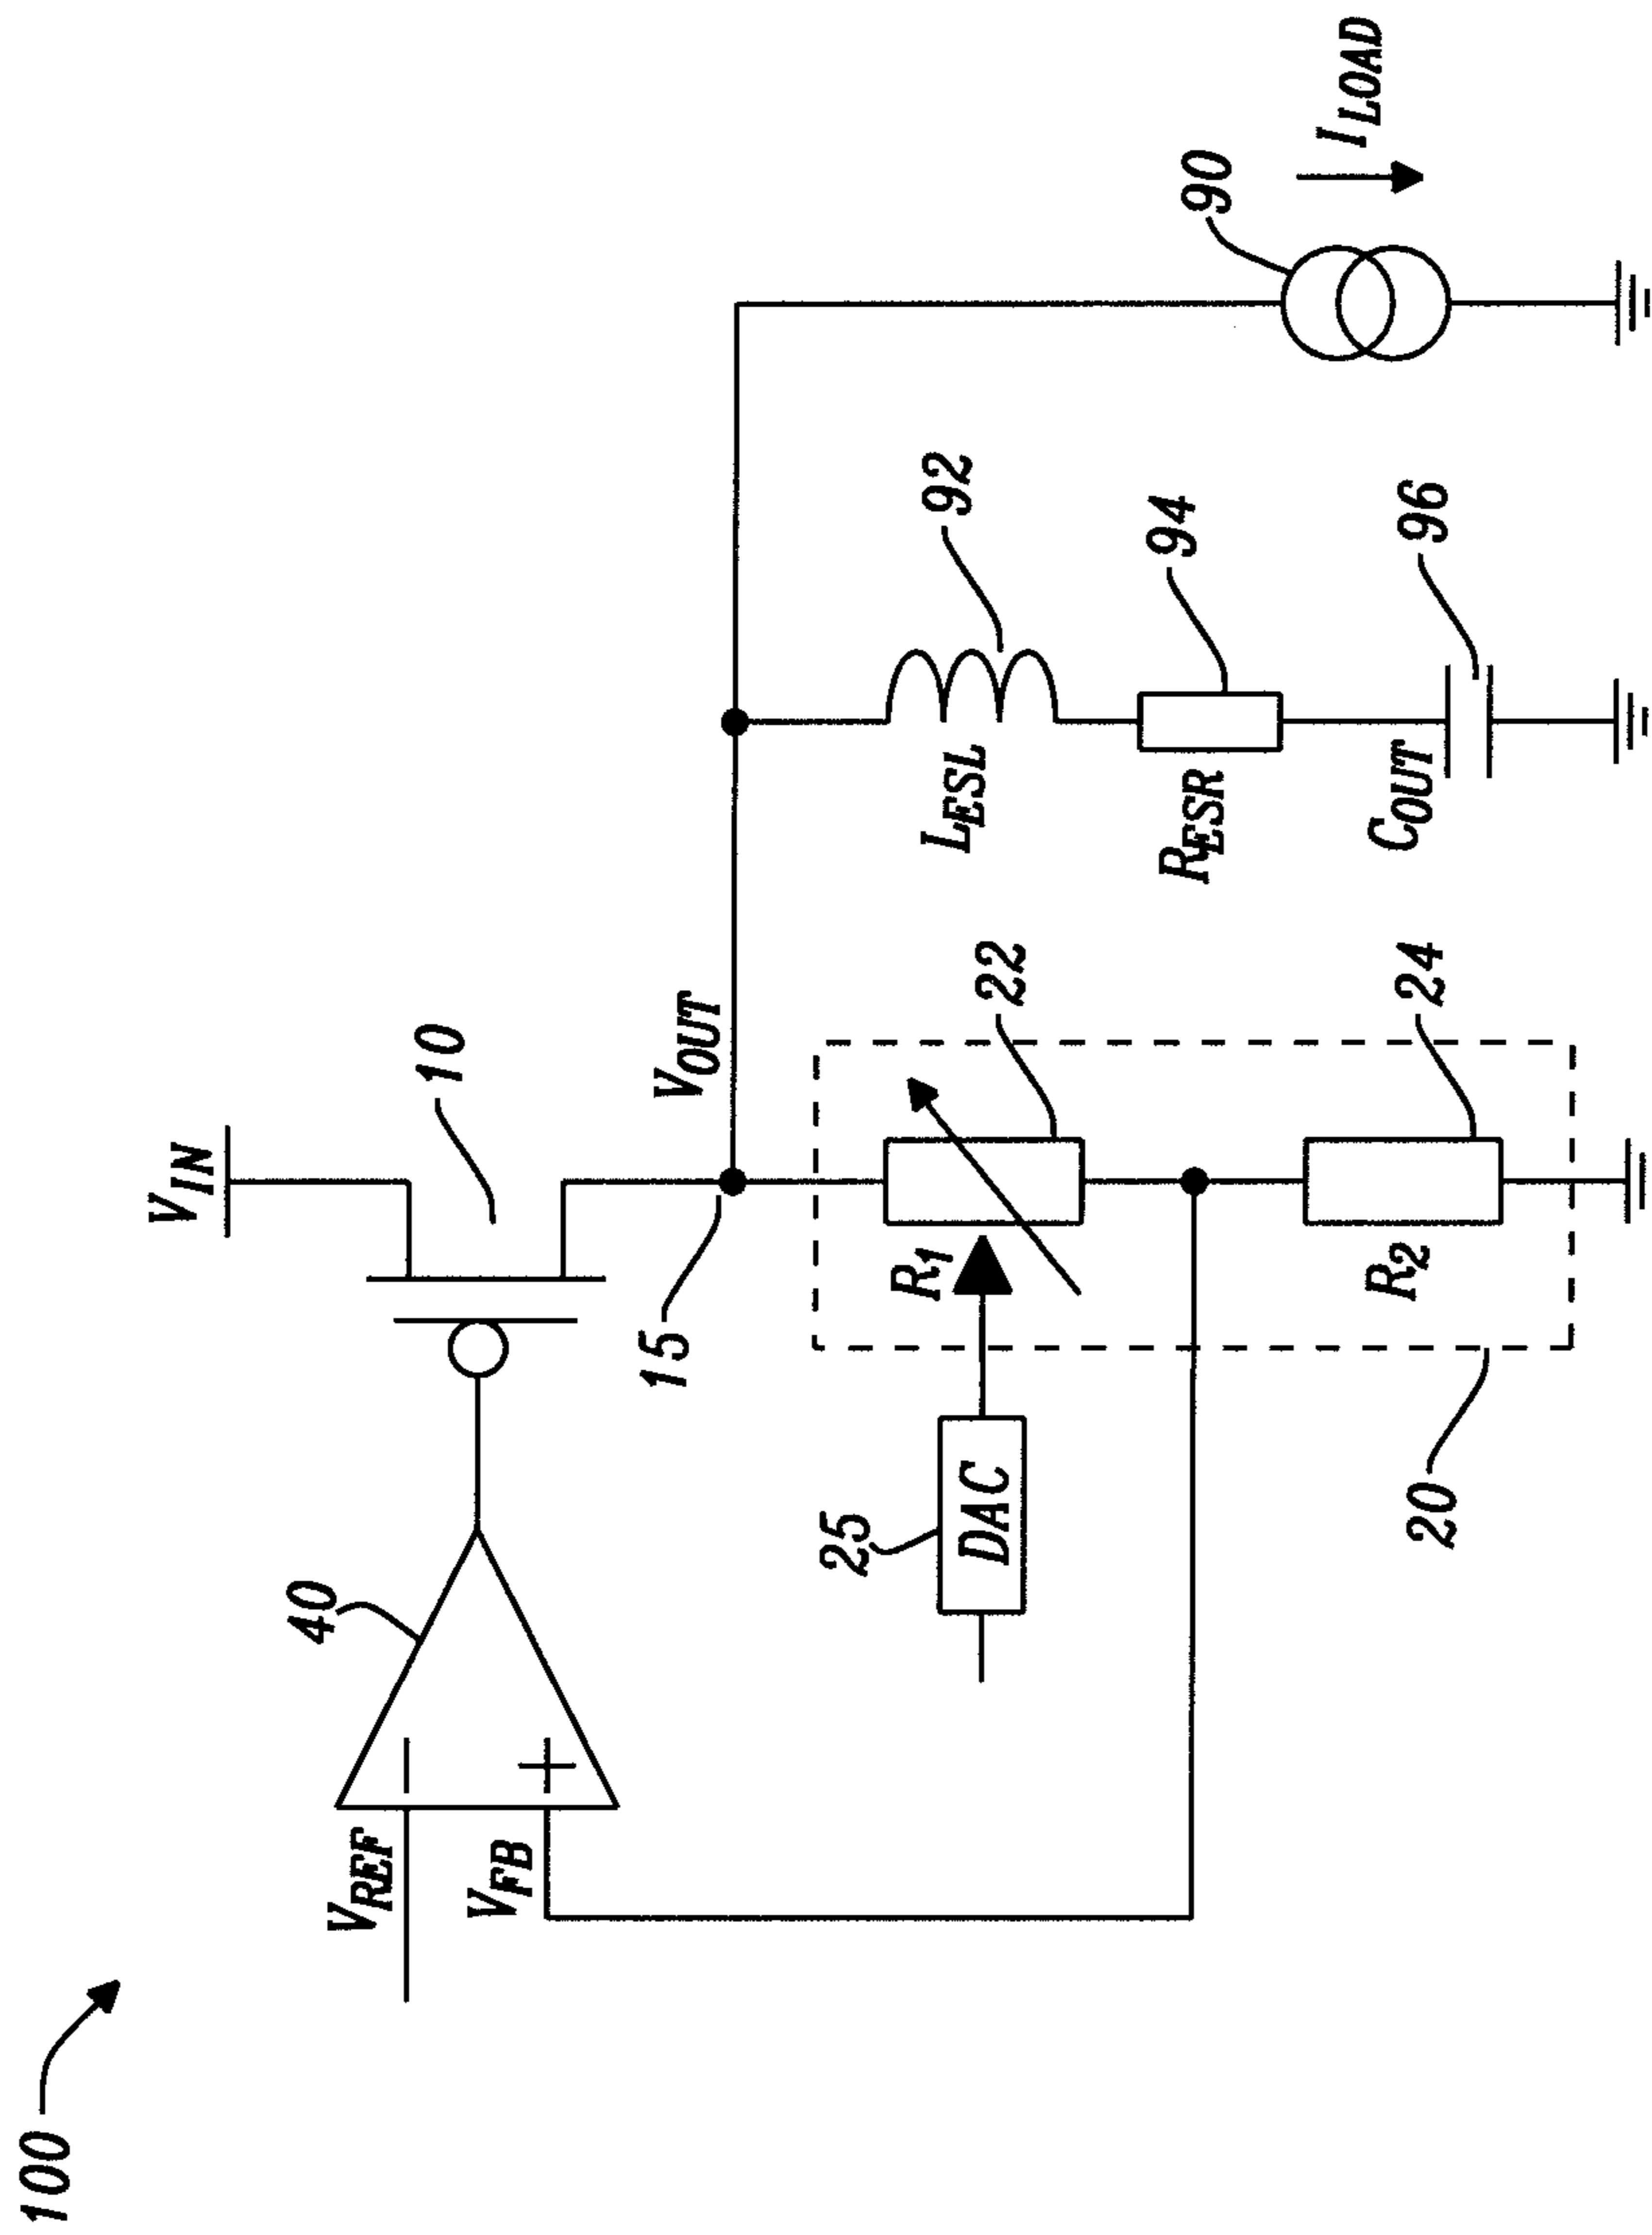 100
V_IN
10
40
V_REF
V_FB
15
V_OUT
25
DAC
R_1
22
R_2
24
20
L_ESL
92
R_ESR
94
C_OUT
96
90
I_LOAD